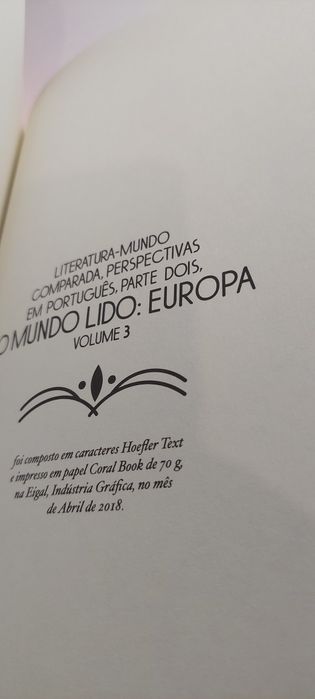 LITERATURA-MUNDO
COMPARADA, PERSPECTIVAS
EM PORTUGUÊS, PARTE DOIS,
O MUNDO LIDO: EUROPA
VOLUME 3
foi composto em caracteres Hoefler Text
e impresso em papel Coral Book de 70 g,
na Eigal, Indústria Gráfica, no mês
de Abril de 2018.